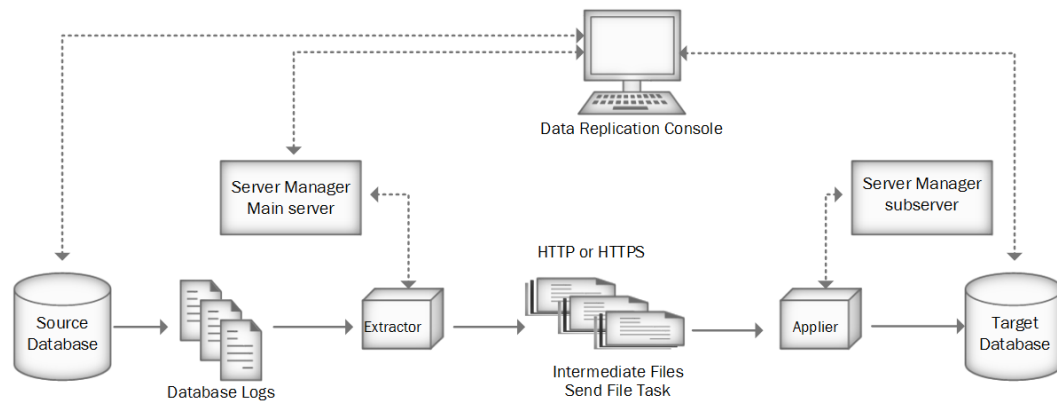 Data Replication Console
Server Manager
Main server
Server Manager
subserver
HTTP or HTTPS
Source
Database
Extractor
Applier
Target
Database
Database Logs
Intermediate Files
Send File Task